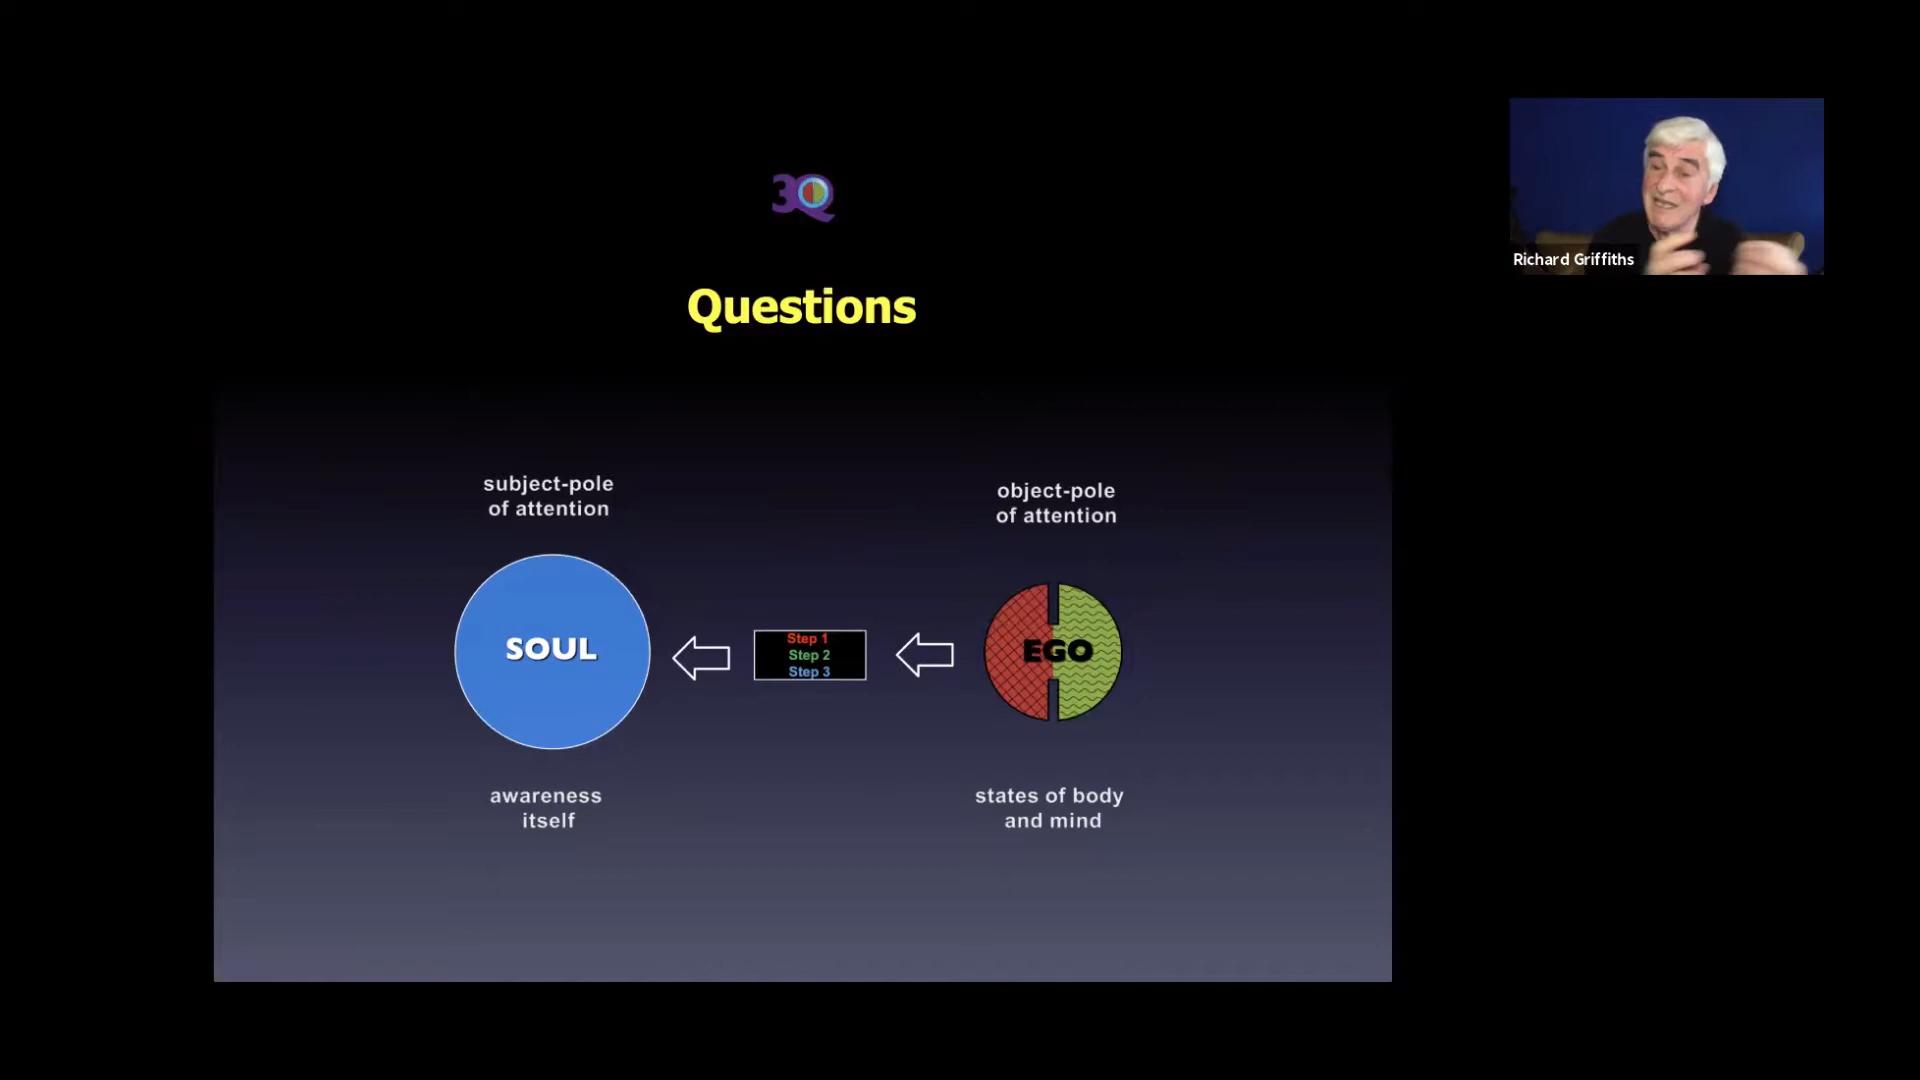 3Q
Richard Griffiths
Questions
subject-pole
of attention
object-pole
of attention
SOUL
Step 1
Step 2
Step 3
EGO
awareness
itself
states of body
and mind